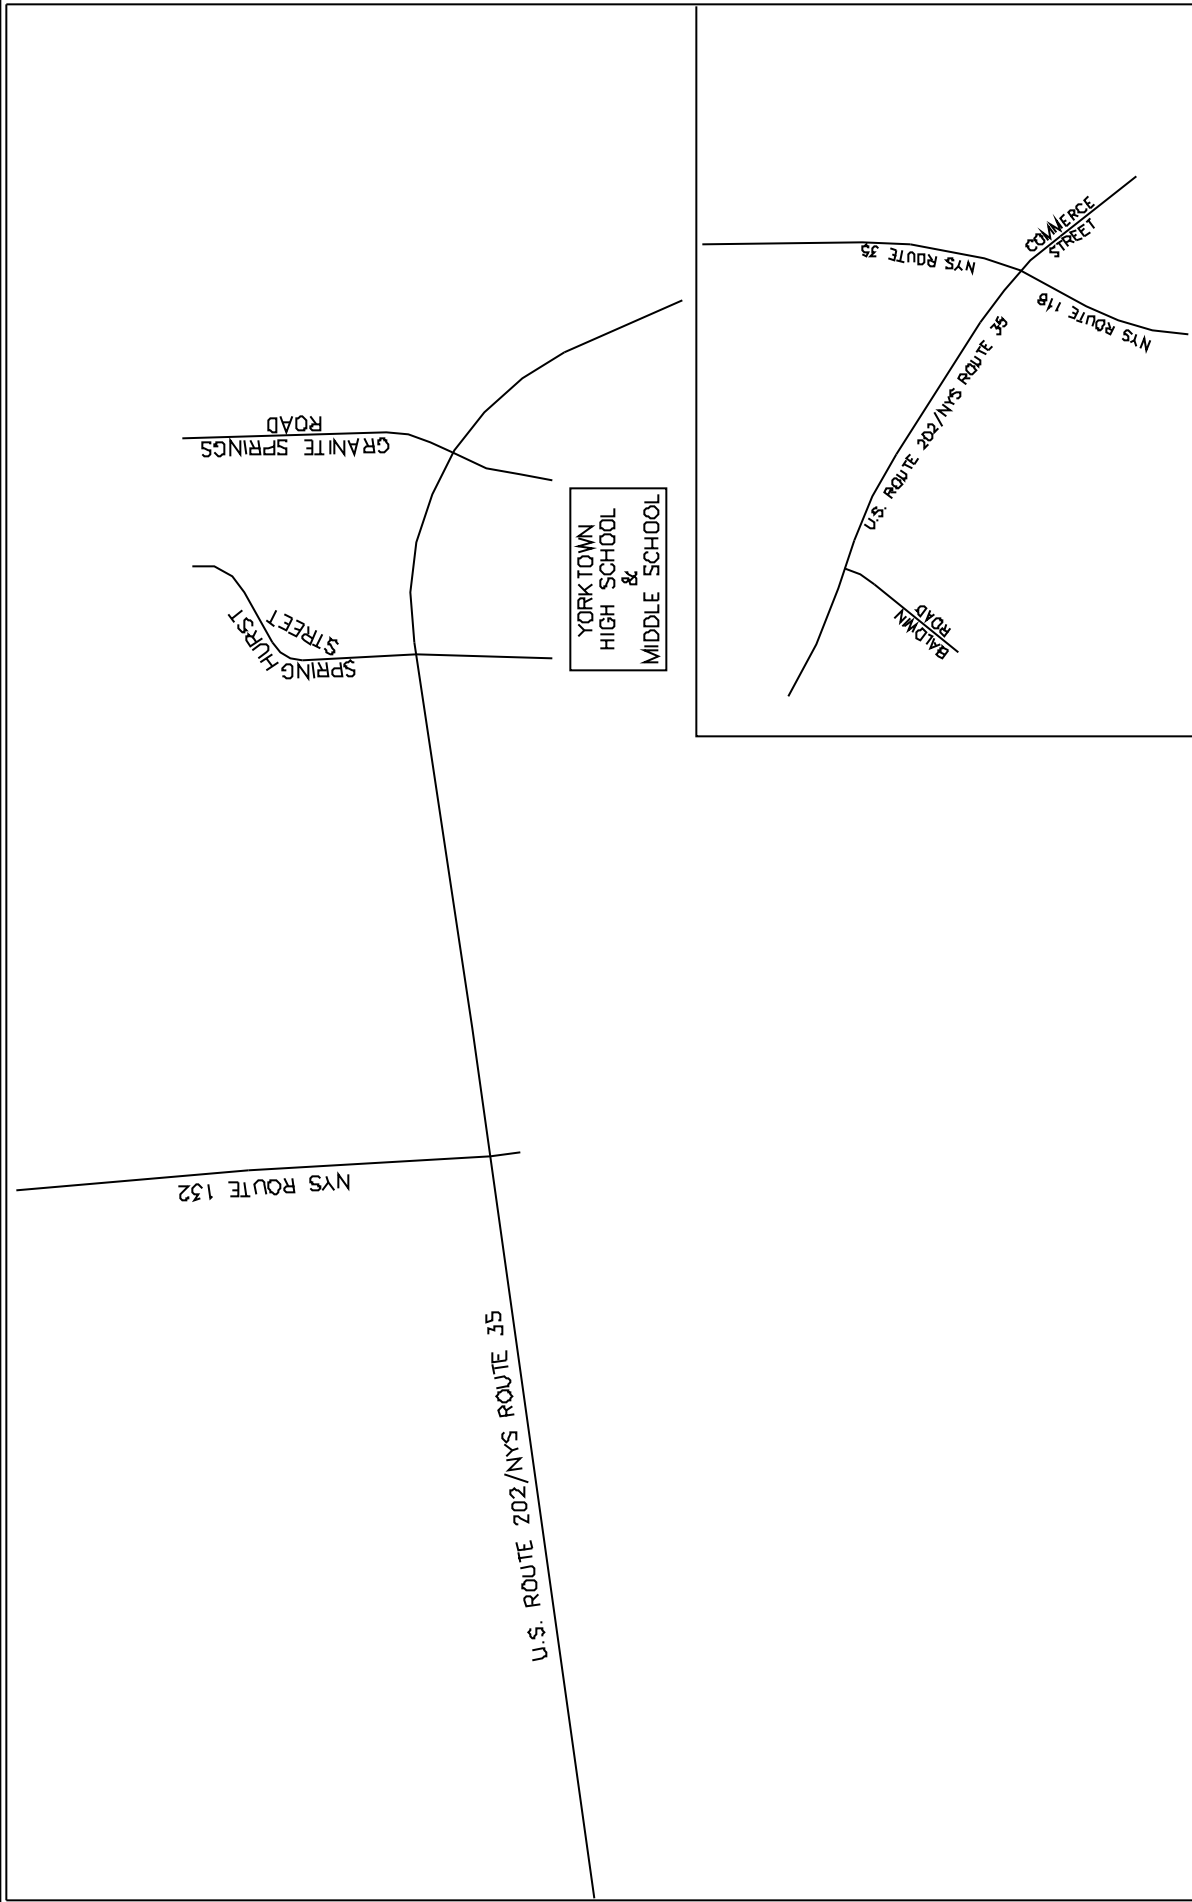 GRANITE SPRINGS
ROAD
SPRING HURST
STREET
YORKTOWN
HIGH SCHOOL
&
MIDDLE SCHOOL
NYS ROUTE 132
U.S. ROUTE 202/NYS ROUTE 35
COMMERCE
STREET
NYS ROUTE 35
NYS ROUTE 118
U.S. ROUTE 202/NYS ROUTE 35
BALDWIN
ROAD